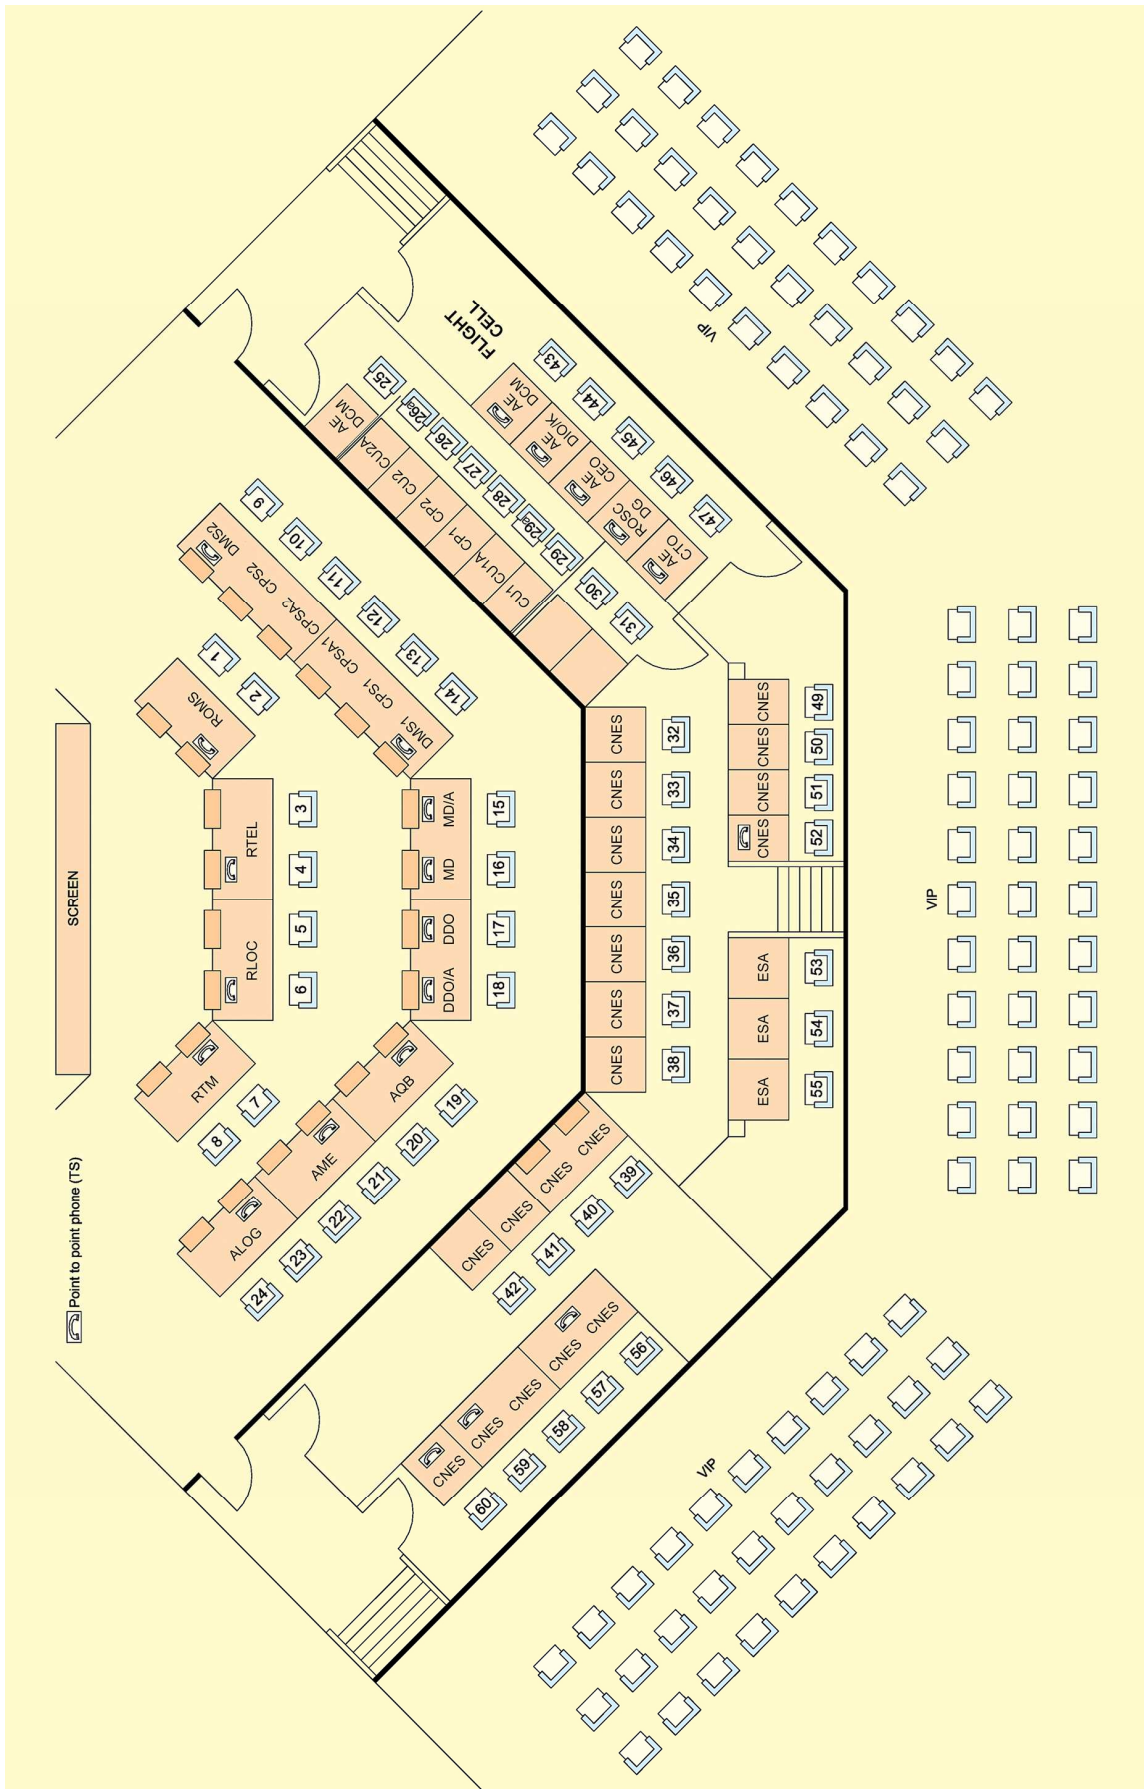 SCREEN
Point to point phone (TS)
RTM
RLOC
RTEL
ROMS
8
7
6
5
4
3
2
1
ALOG
AME
AQB
DDO/A
DDO
MD
MD/A
DMS1
CPS1
CPSA1
CPSA2
CPS2
DMS2
24
23
22
21
20
19
18
17
16
15
14
13
12
11
10
9
CNES
CNES
CNES
CNES
42
41
40
39
CNES
CNES
CNES
CNES
CNES
CNES
CNES
38
37
36
35
34
33
32
CU1
CU1A
CP1
CP2
CU2
CU2A
AE
DCM
31
30
29
29a
28
27
26
26a
25
FLIGHT
CELL
CNES
CNES
CNES
CNES
CNES
60
59
58
57
56
ESA
ESA
ESA
55
54
53
CNES
CNES
CNES
CNES
52
51
50
49
AE
CTO
ROSC
DG
AE
CEO
AE
DIO/K
AE
DCM
47
46
45
44
43
VIP
VIP
VIP